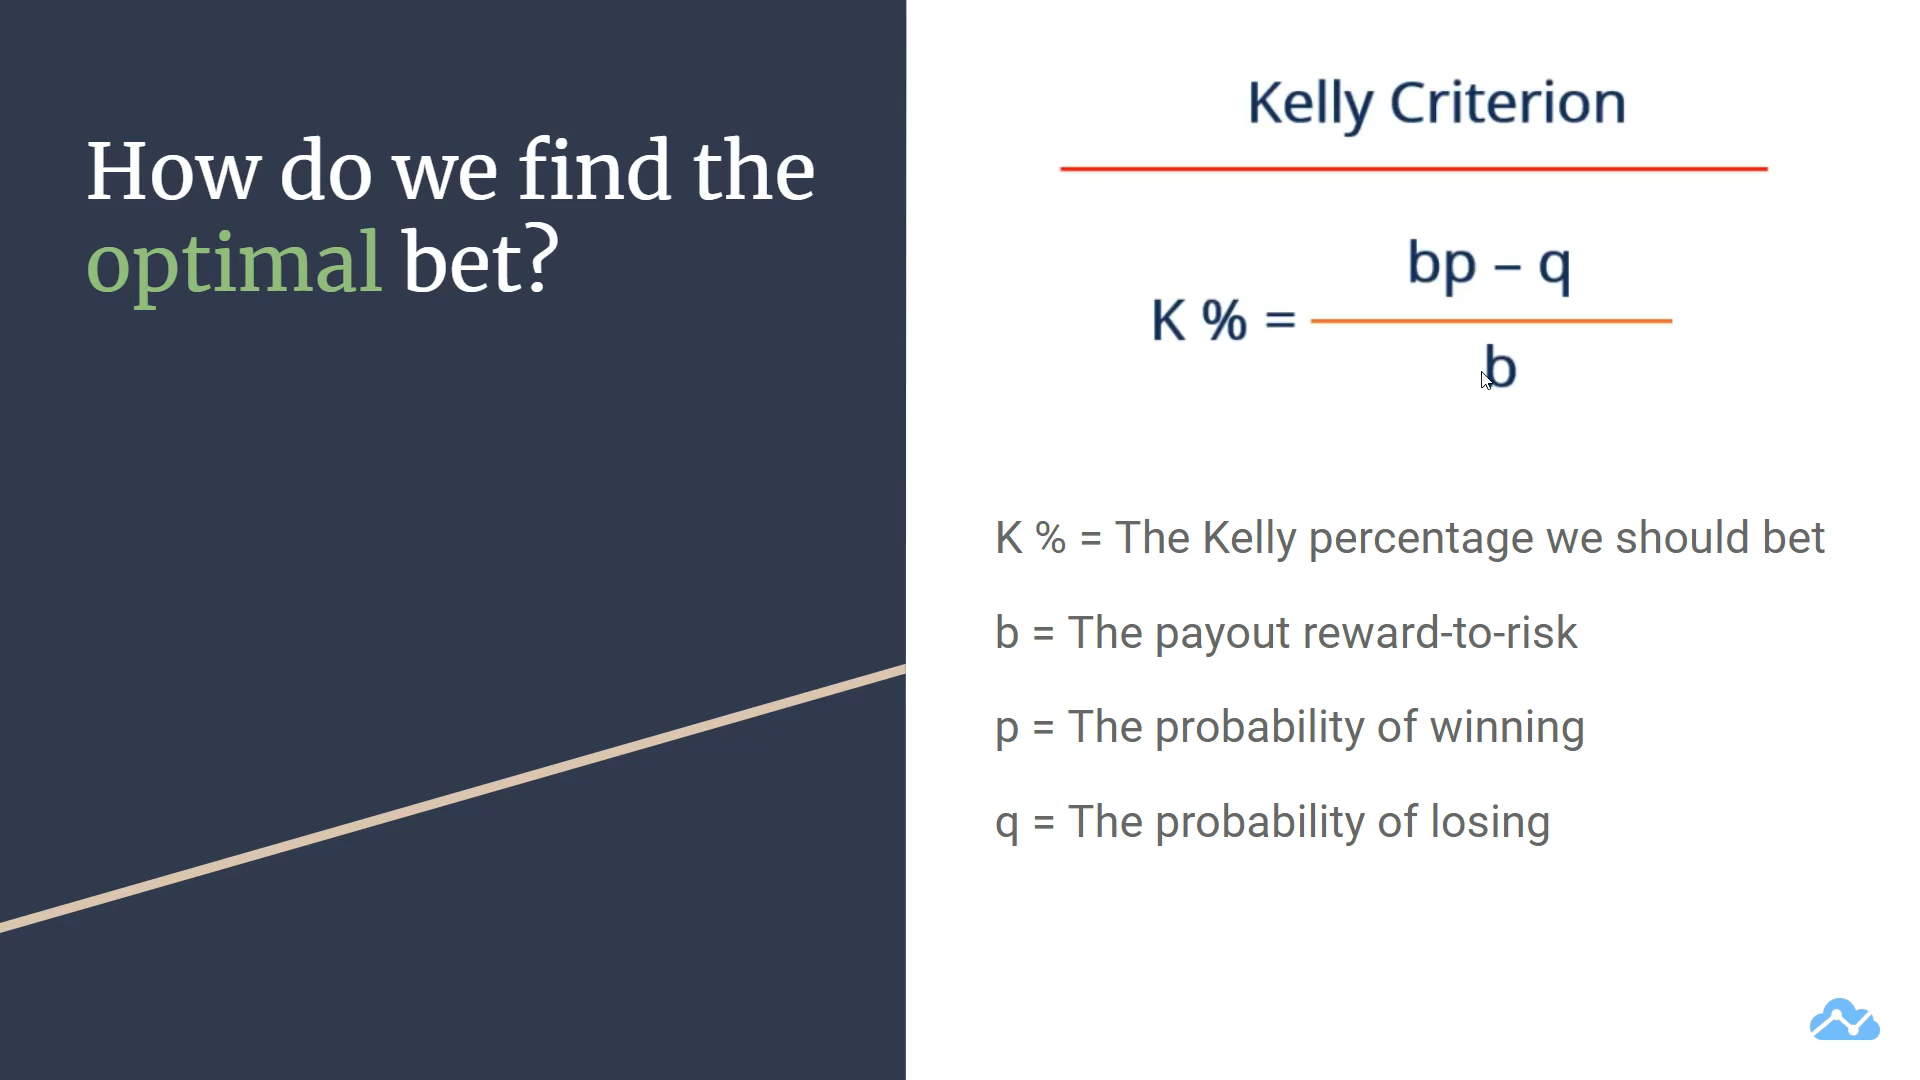 How do we find the
optimal bet?
Kelly Criterion
bp – q
K % =
b
K % = The Kelly percentage we should bet
b = The payout reward-to-risk
p = The probability of winning
q = The probability of losing